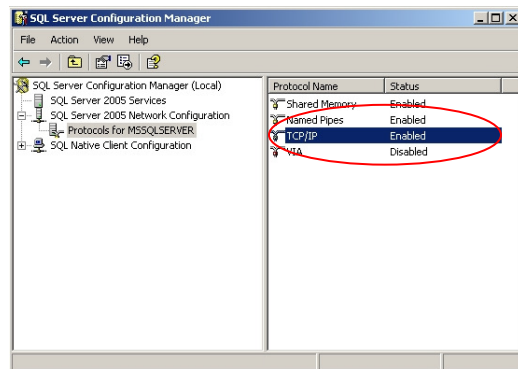 SQL Server Configuration Manager
File Action View Help
SQL Server Configuration Manager (Local)
SQL Server 2005 Services
SQL Server 2005 Network Configuration
Protocols for MSSQLSERVER
SQL Native Client Configuration
Protocol Name Status
Shared Memory Enabled
Named Pipes Enabled
TCP/IP Enabled
VIA Disabled